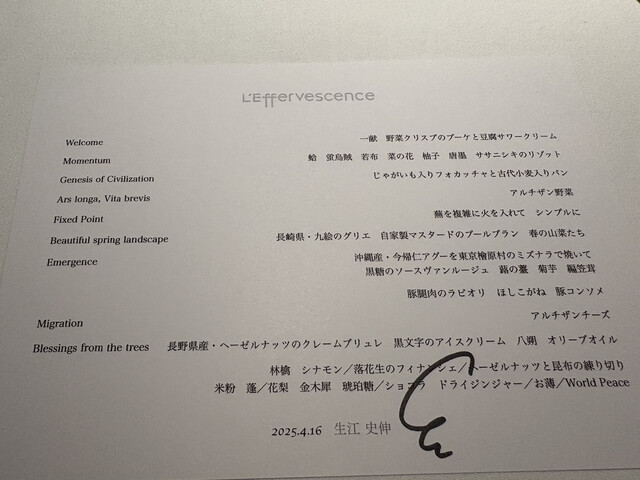 L'Effervescence
Welcome 一献 野菜クリスプのブーケと豆腐サワークリーム
Momentum 蛤 蛍烏賊 若布 菜の花 柚子 唐墨 ササニシキのリゾット
Genesis of Civilization じゃがいも入りフォカッチャと古代小麦入りパン
Ars longa, Vita brevis アルチザン野菜
Fixed Point 蕪を複雑に火を入れて シンプルに
Beautiful spring landscape 長崎県・九絵のグリエ 自家製マスタードのブールブラン 春の山菜たち
Emergence 沖縄産・今帰仁アグーを東京檜原村のミズナラで焼いて
黒糖のソースヴァンルージュ 蕗の薹 菊芋 編笠茸
豚腿肉のラビオリ ほしこがね 豚コンソメ
Migration アルチザンチーズ
Blessings from the trees 長野県産・ヘーゼルナッツのクレームブリュレ 黒文字のアイスクリーム 八朔 オリーブオイル
林檎 シナモン／落花生のフィナンシェ／ヘーゼルナッツと昆布の練り切り
米粉 蓬／花梨 金木犀 琥珀糖／ショコラ ドライジンジャー／お薄／World Peace
2025.4.16 生江 史伸